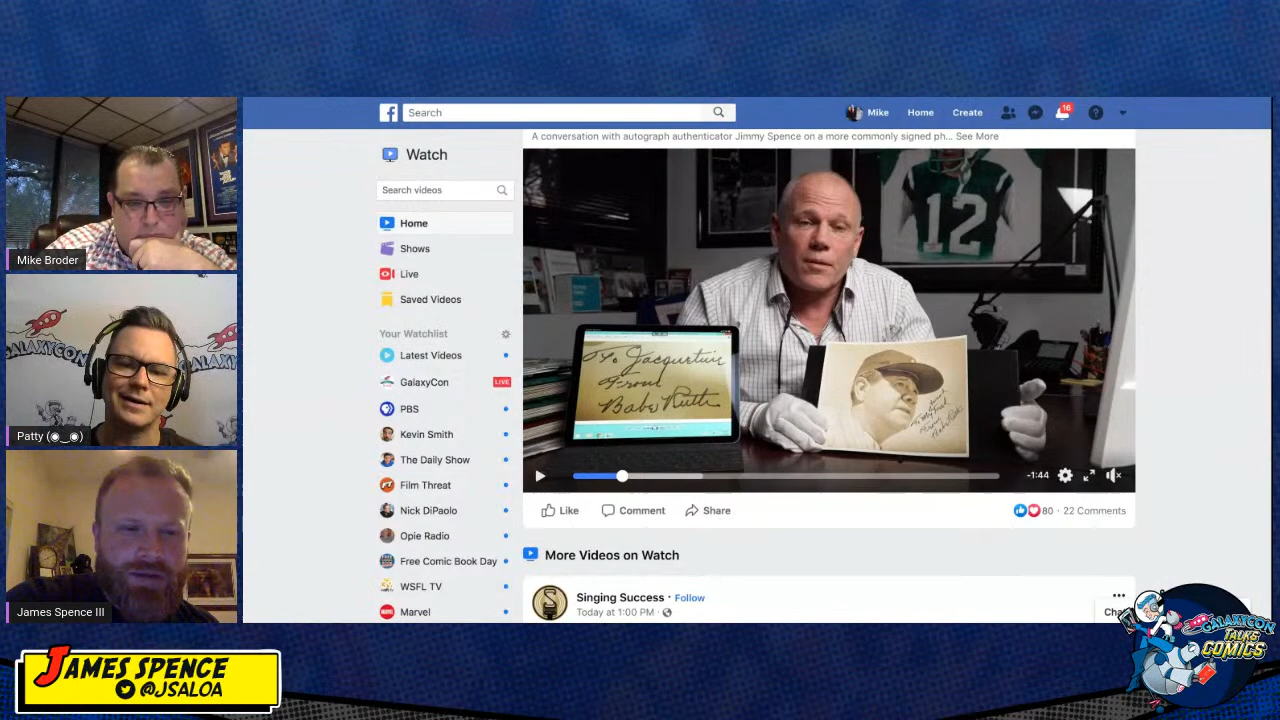 f
Search
Mike
Home
Create
16
A conversation with autograph authenticator Jimmy Spence on a more commonly signed ph... See More
Watch
Search videos
Home
Shows
Live
Saved Videos
Your Watchlist
Latest Videos
GalaxyCon
LIVE
PBS
Kevin Smith
The Daily Show
Film Threat
Nick DiPaolo
Opie Radio
Free Comic Book Day
WSFL TV
Marvel
12
To Jacquelin
From
Babe Ruth
-1:44
Like
Comment
Share
80 · 22 Comments
More Videos on Watch
Singing Success · Follow
Today at 1:00 PM ·
Cha
Mike Broder
GALAXYCON
GALAXYCON
Patty (◉‿◉)
James Spence III
JAMES SPENCE
@JSALOA
GALAXYCON
TALKS
COMICS